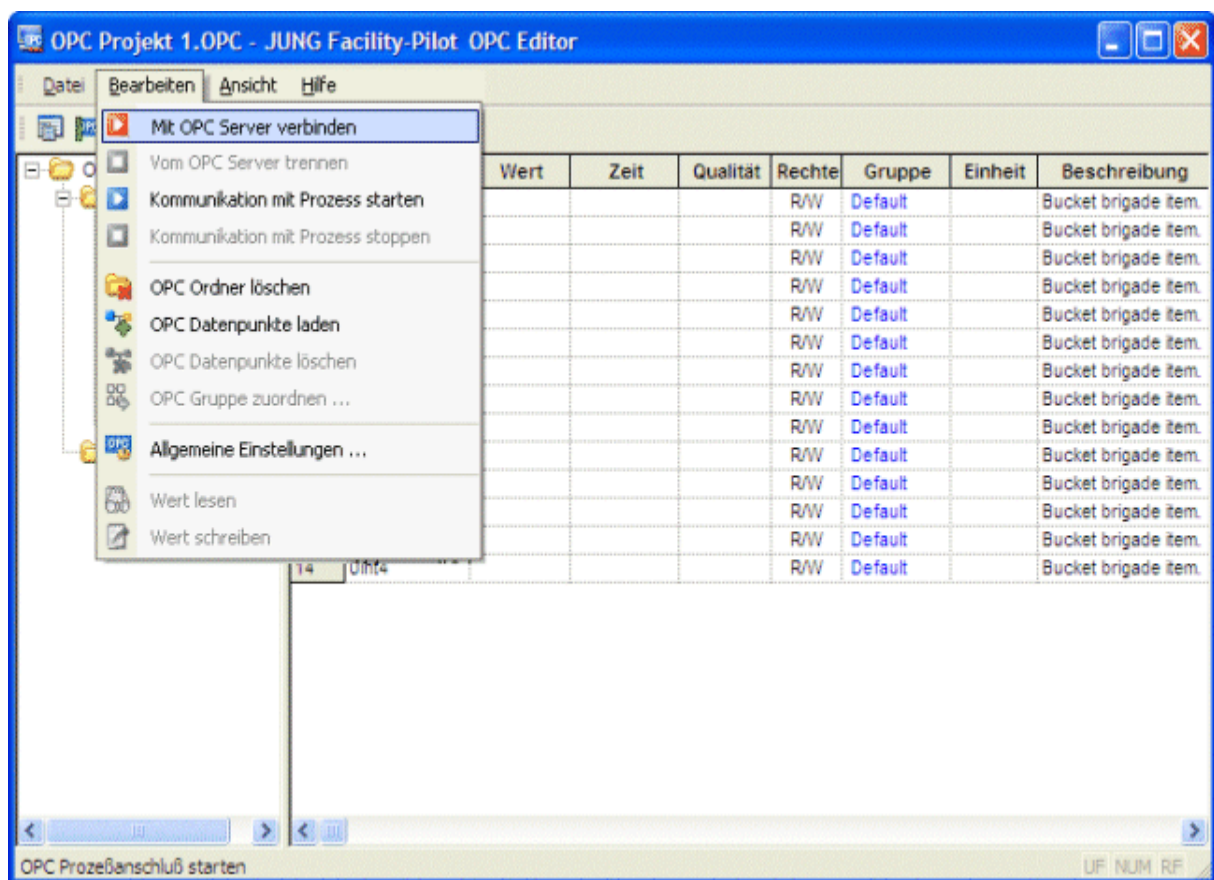 OPC Projekt 1.OPC - JUNG Facility-Pilot OPC Editor
Datei Bearbeiten Ansicht Hilfe
Mit OPC Server verbinden
Vom OPC Server trennen
Kommunikation mit Prozess starten
Kommunikation mit Prozess stoppen
OPC Ordner löschen
OPC Datenpunkte laden
OPC Datenpunkte löschen
OPC Gruppe zuordnen ...
Allgemeine Einstellungen ...
Wert lesen
Wert schreiben
Wert Zeit Qualität Rechte Gruppe Einheit Beschreibung
R/W Default Bucket brigade item.
R/W Default Bucket brigade item.
R/W Default Bucket brigade item.
R/W Default Bucket brigade item.
R/W Default Bucket brigade item.
R/W Default Bucket brigade item.
R/W Default Bucket brigade item.
R/W Default Bucket brigade item.
R/W Default Bucket brigade item.
R/W Default Bucket brigade item.
R/W Default Bucket brigade item.
R/W Default Bucket brigade item.
R/W Default Bucket brigade item.
14 UInt4 R/W Default Bucket brigade item.
OPC Prozeßanschluß starten
UF NUM RF